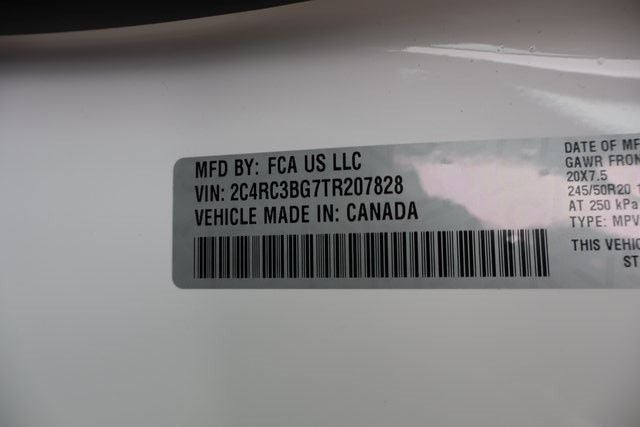 MFD BY: FCA US LLC
VIN: 2C4RC3BG7TR207828
VEHICLE MADE IN: CANADA
DATE OF MF
GAWR FRON
20X7.5
245/50R20 1
AT 250 kPa
TYPE: MPV
THIS VEHIC
ST